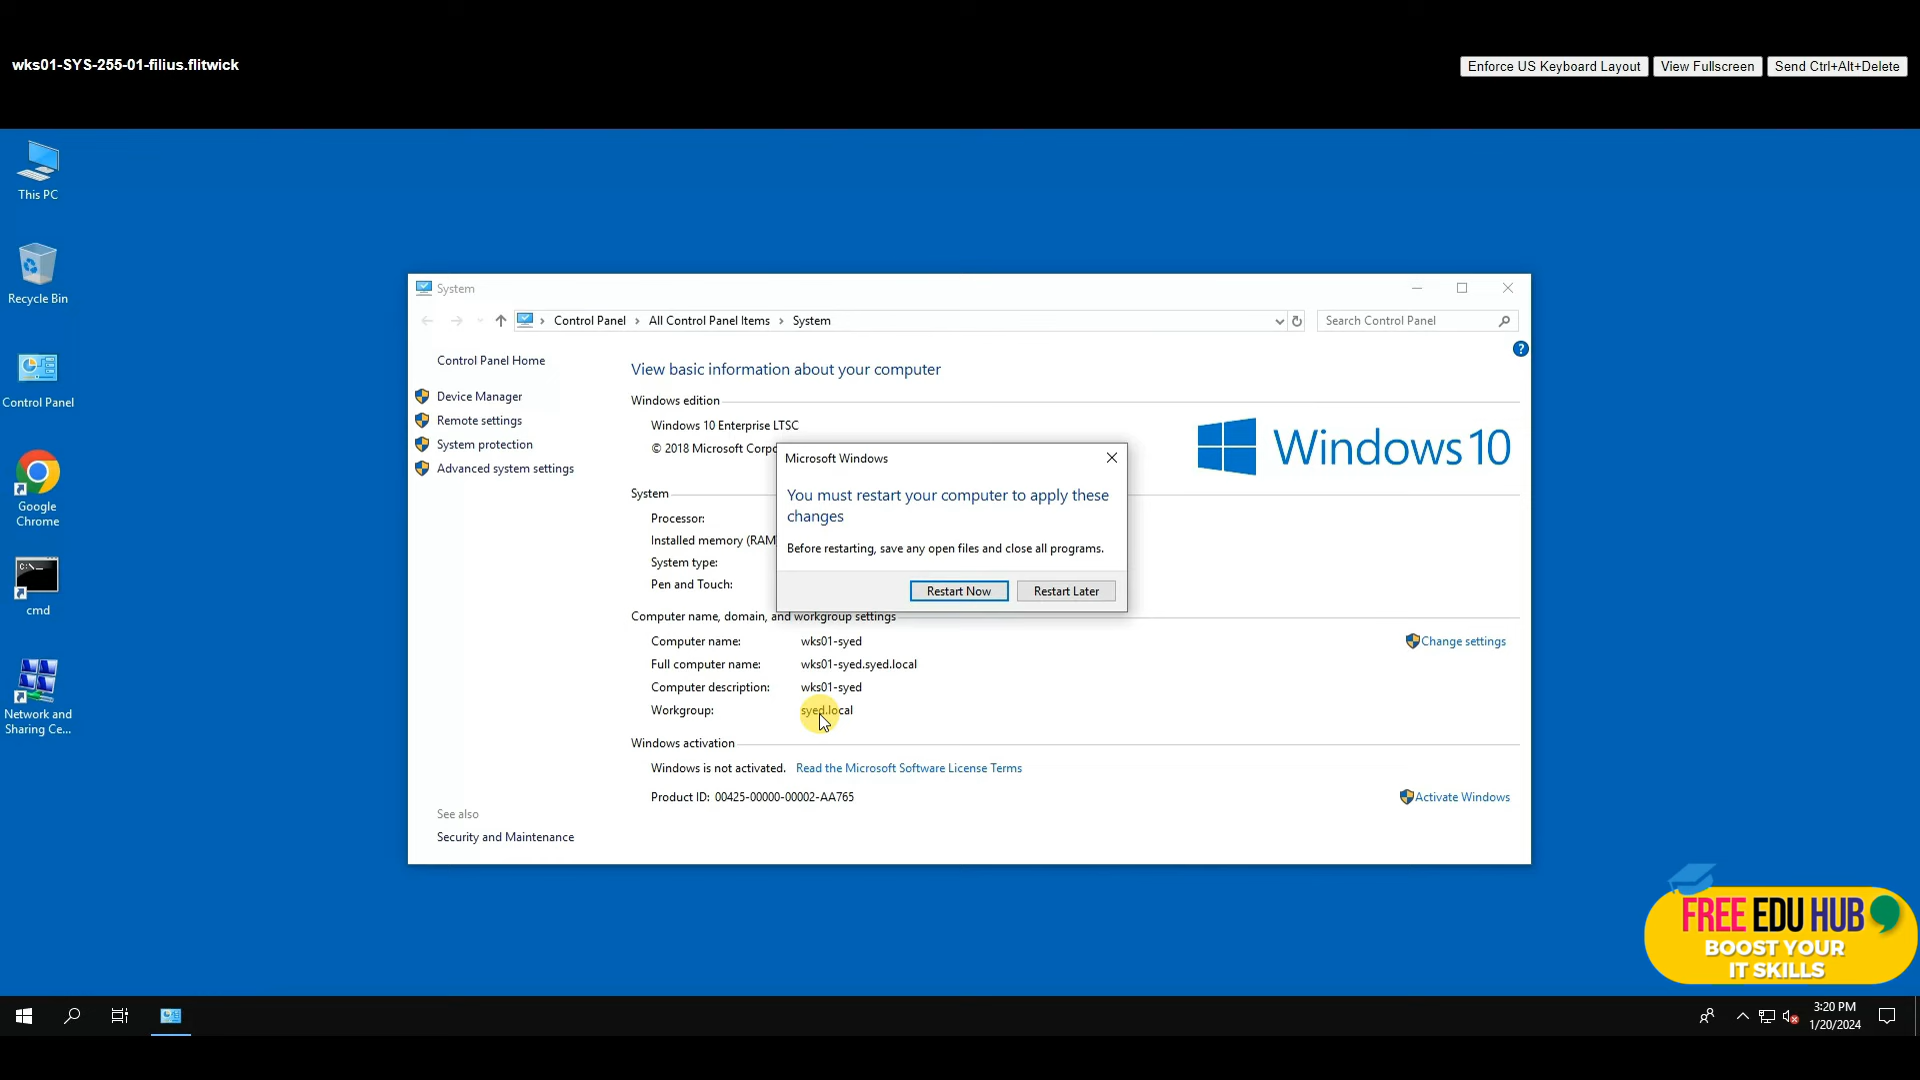 wks01-SYS-255-01-filius.flitwick
Enforce US Keyboard Layout
View Fullscreen
Send Ctrl+Alt+Delete
This PC
Recycle Bin
Control Panel
Google
Chrome
cmd
Network and
Sharing Ce...
System
Control Panel › All Control Panel Items › System
Search Control Panel
Control Panel Home
Device Manager
Remote settings
System protection
Advanced system settings
See also
Security and Maintenance
View basic information about your computer
Windows edition
Windows 10 Enterprise LTSC
© 2018 Microsoft Corpo
Windows 10
System
Processor:
Installed memory (RAM
System type:
Pen and Touch:
Microsoft Windows
You must restart your computer to apply these
changes
Before restarting, save any open files and close all programs.
Restart Now
Restart Later
Computer name, domain, and workgroup settings
Computer name: wks01-syed
Change settings
Full computer name: wks01-syed.syed.local
Computer description: wks01-syed
Workgroup: syed.local
Windows activation
Windows is not activated. Read the Microsoft Software License Terms
Product ID: 00425-00000-00002-AA765
Activate Windows
FREE EDU HUB
BOOST YOUR
IT SKILLS
3:20 PM
1/20/2024